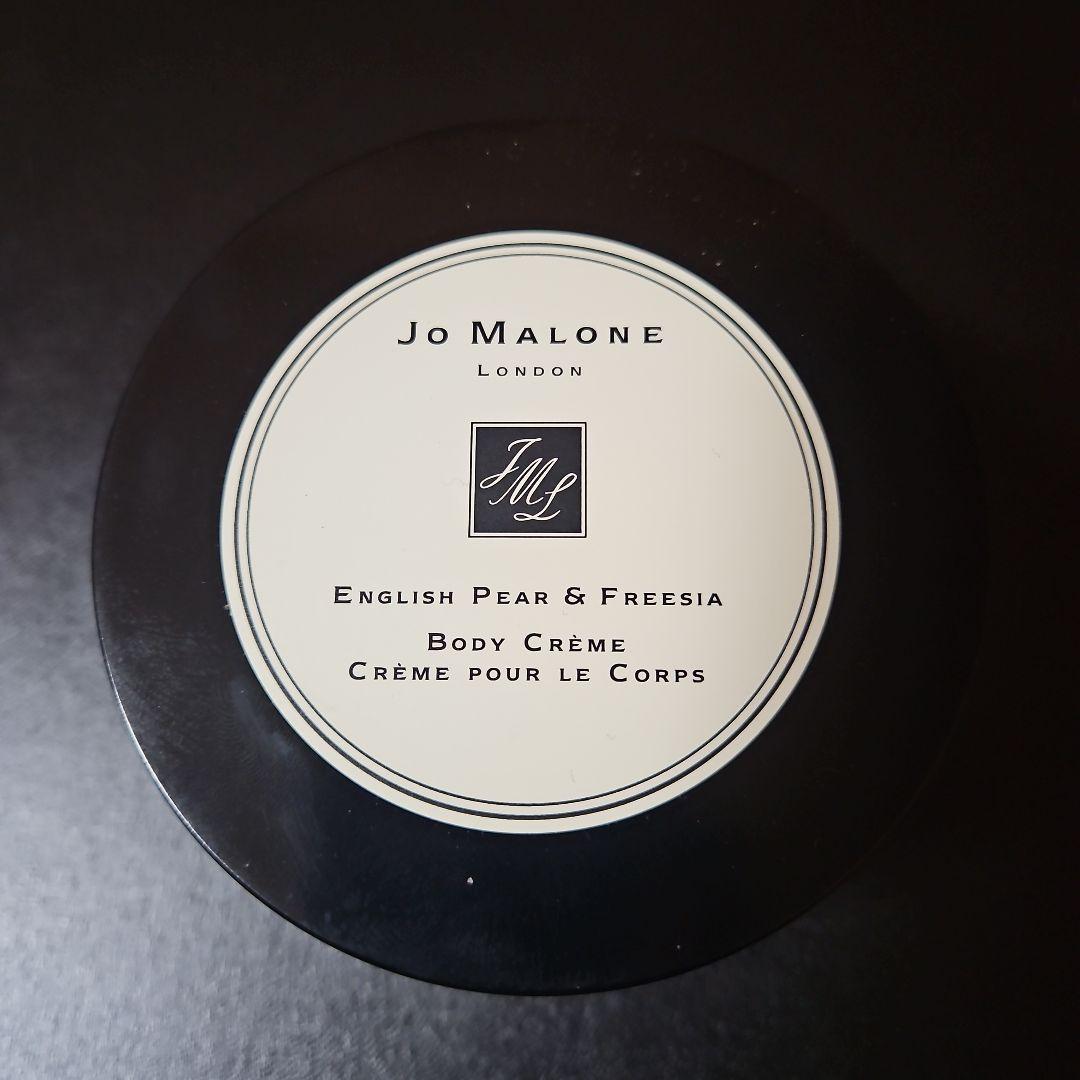 Jo Malone
London
JML
English Pear & Freesia
Body Crème
Crème pour le Corps